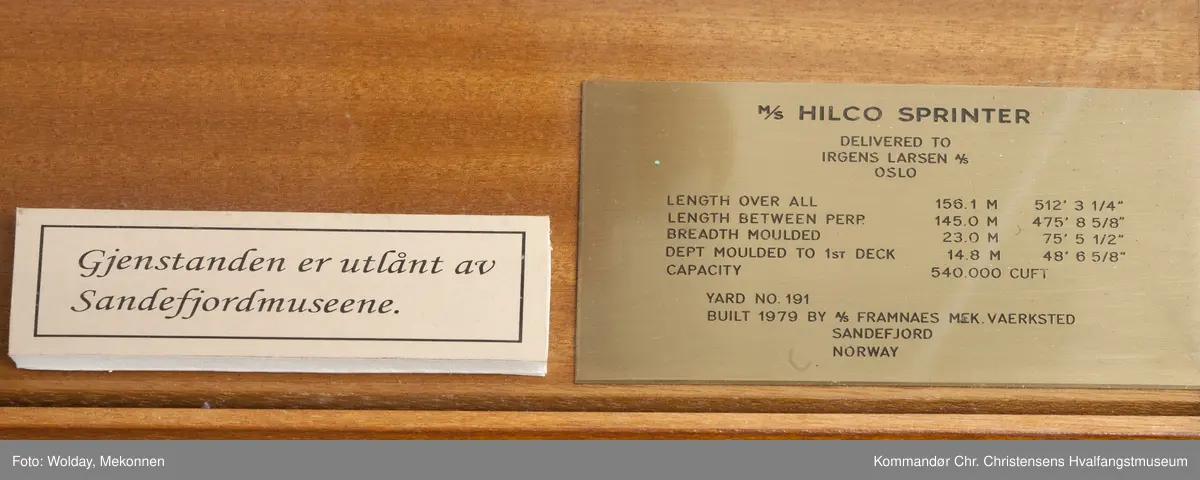 Gjenstanden er utlånt av
Sandefjordmuseene.
M/S HILCO SPRINTER
DELIVERED TO
IRGENS LARSEN A/S
OSLO
LENGTH OVER ALL 156.1 M 512' 3 1/4"
LENGTH BETWEEN PERP. 145.0 M 475' 8 5/8"
BREADTH MOULDED 23.0 M 75' 5 1/2"
DEPT MOULDED TO 1ST DECK 14.8 M 48' 6 5/8"
CAPACITY 540.000 CUFT
YARD NO. 191
BUILT 1979 BY A/S FRAMNAES MEK. VAERKSTED
SANDEFJORD
NORWAY
Foto: Wolday, Mekonnen
Kommandør Chr. Christensens Hvalfangstmuseum